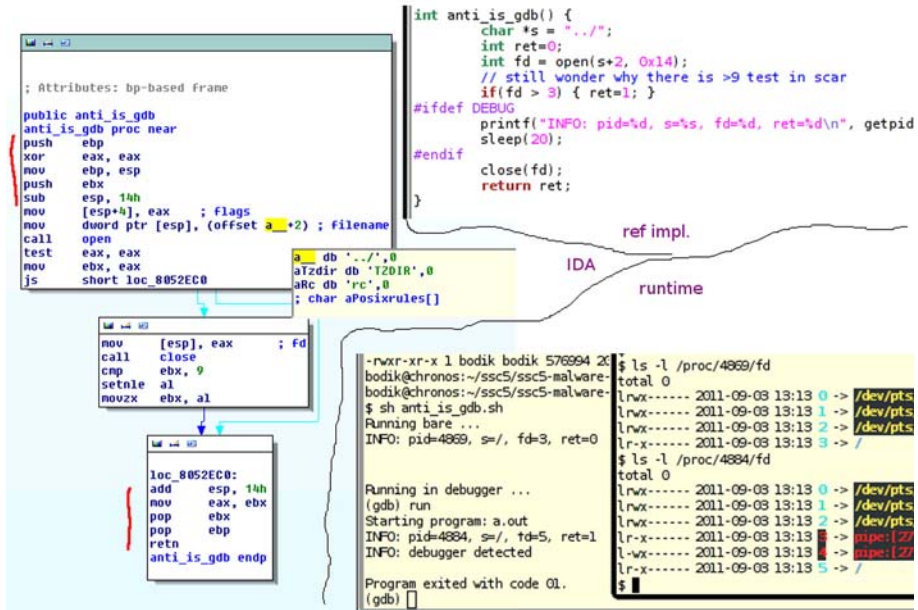 ; Attributes: bp-based frame
public anti_is_gdb
anti_is_gdb proc near
push ebp
xor eax, eax
mov ebp, esp
push ebx
sub esp, 14h
mov [esp+4], eax ; flags
mov dword ptr [esp], (offset a__+2) ; filename
call open
test eax, eax
mov ebx, eax
js short loc_8052EC0
a__ db '../',0
aTzdir db 'TZDIR',0
aRc db 'rc',0
; char aPosixrules[]
mov [esp], eax ; fd
call close
cmp ebx, 9
setnle al
movzx ebx, al
loc_8052EC0:
add esp, 14h
mov eax, ebx
pop ebx
pop ebp
retn
anti_is_gdb endp
int anti_is_gdb() {
char *s = "../";
int ret=0;
int fd = open(s+2, 0x14);
// still wonder why there is >9 test in scar
if(fd > 3) { ret=1; }
#ifdef DEBUG
printf("INFO: pid=%d, s=%s, fd=%d, ret=%d\n", getpid
sleep(20);
#endif
close(fd);
return ret;
}
ref impl.
IDA
runtime
-rwxr-xr-x 1 bodik bodik 576994 20
bodik@chronos:~/ssc5/ssc5-malware-
bodik@chronos:~/ssc5/ssc5-malware-
$ sh anti_is_gdb.sh
Running bare ...
INFO: pid=4869, s=/, fd=3, ret=0
Running in debugger ...
(gdb) run
Starting program: a.out
INFO: pid=4884, s=/, fd=5, ret=1
INFO: debugger detected
Program exited with code 01.
(gdb)
$ ls -l /proc/4869/fd
total 0
lrwx------ 2011-09-03 13:13 0 -> /dev/pts
lrwx------ 2011-09-03 13:13 1 -> /dev/pts
lrwx------ 2011-09-03 13:13 2 -> /dev/pts
lr-x------ 2011-09-03 13:13 3 -> /
$ ls -l /proc/4884/fd
total 0
lrwx------ 2011-09-03 13:13 0 -> /dev/pts
lrwx------ 2011-09-03 13:13 1 -> /dev/pts
lrwx------ 2011-09-03 13:13 2 -> /dev/pts
lr-x------ 2011-09-03 13:13 3 -> pipe:[27
l-wx------ 2011-09-03 13:13 4 -> pipe:[27
lr-x------ 2011-09-03 13:13 5 -> /
$